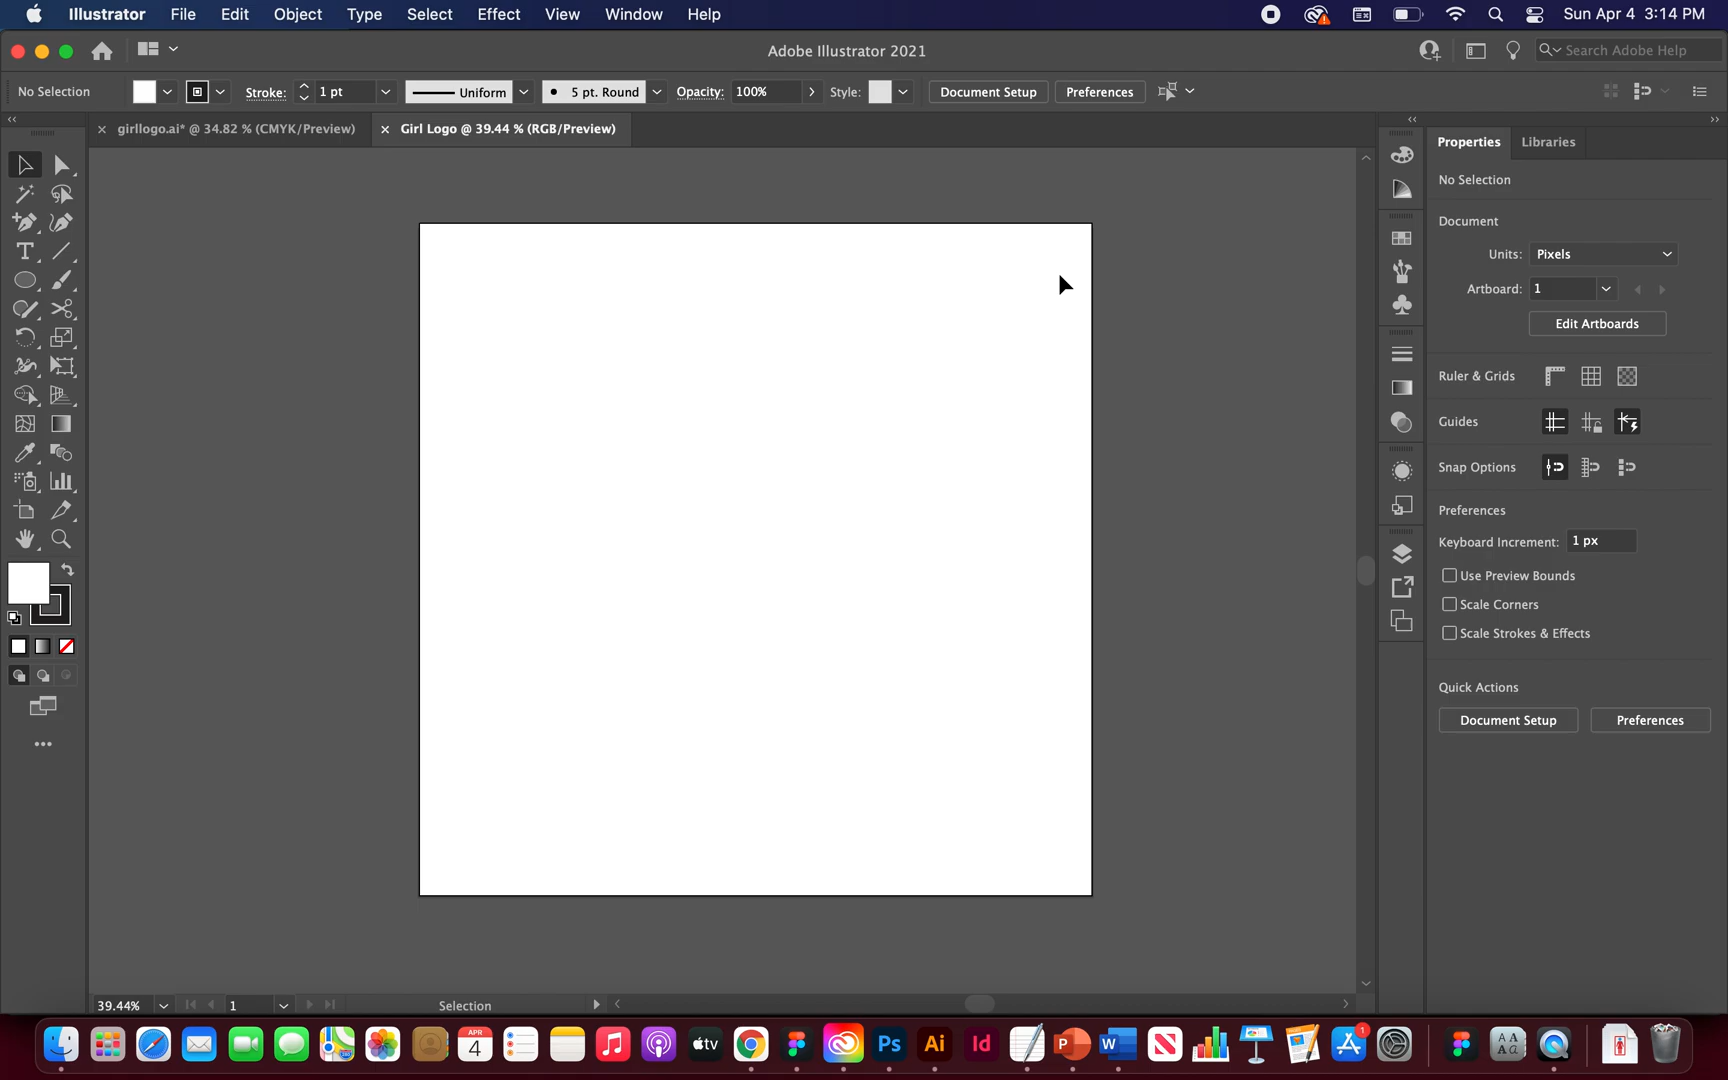 Illustrator File Edit Object Type Select Effect View Window Help Sun Apr 4 3:14 PM
Adobe Illustrator 2021 Search Adobe Help
No Selection Stroke: 1 pt Uniform 5 pt. Round Opacity: 100% Style: Document Setup Preferences
girllogo.ai* @ 34.82 % (CMYK/Preview) Girl Logo @ 39.44 % (RGB/Preview)
Properties Libraries
No Selection
Document
Units: Pixels
Artboard: 1
Edit Artboards
Ruler & Grids
Guides
Snap Options
Preferences
Keyboard Increment: 1 px
Use Preview Bounds
Scale Corners
Scale Strokes & Effects
Quick Actions
Document Setup Preferences
39.44% 1 Selection
APR
4
tv
Ps
Ai
Id
P
W
1
AA
AA